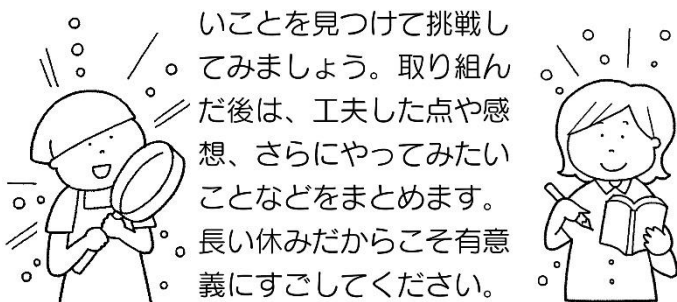 いことを見つけて挑戦し
てみましょう。取り組ん
だ後は、工夫した点や感
想、さらにやってみたい
ことなどをまとめます。
長い休みだからこそ有意
義にすごしてください。